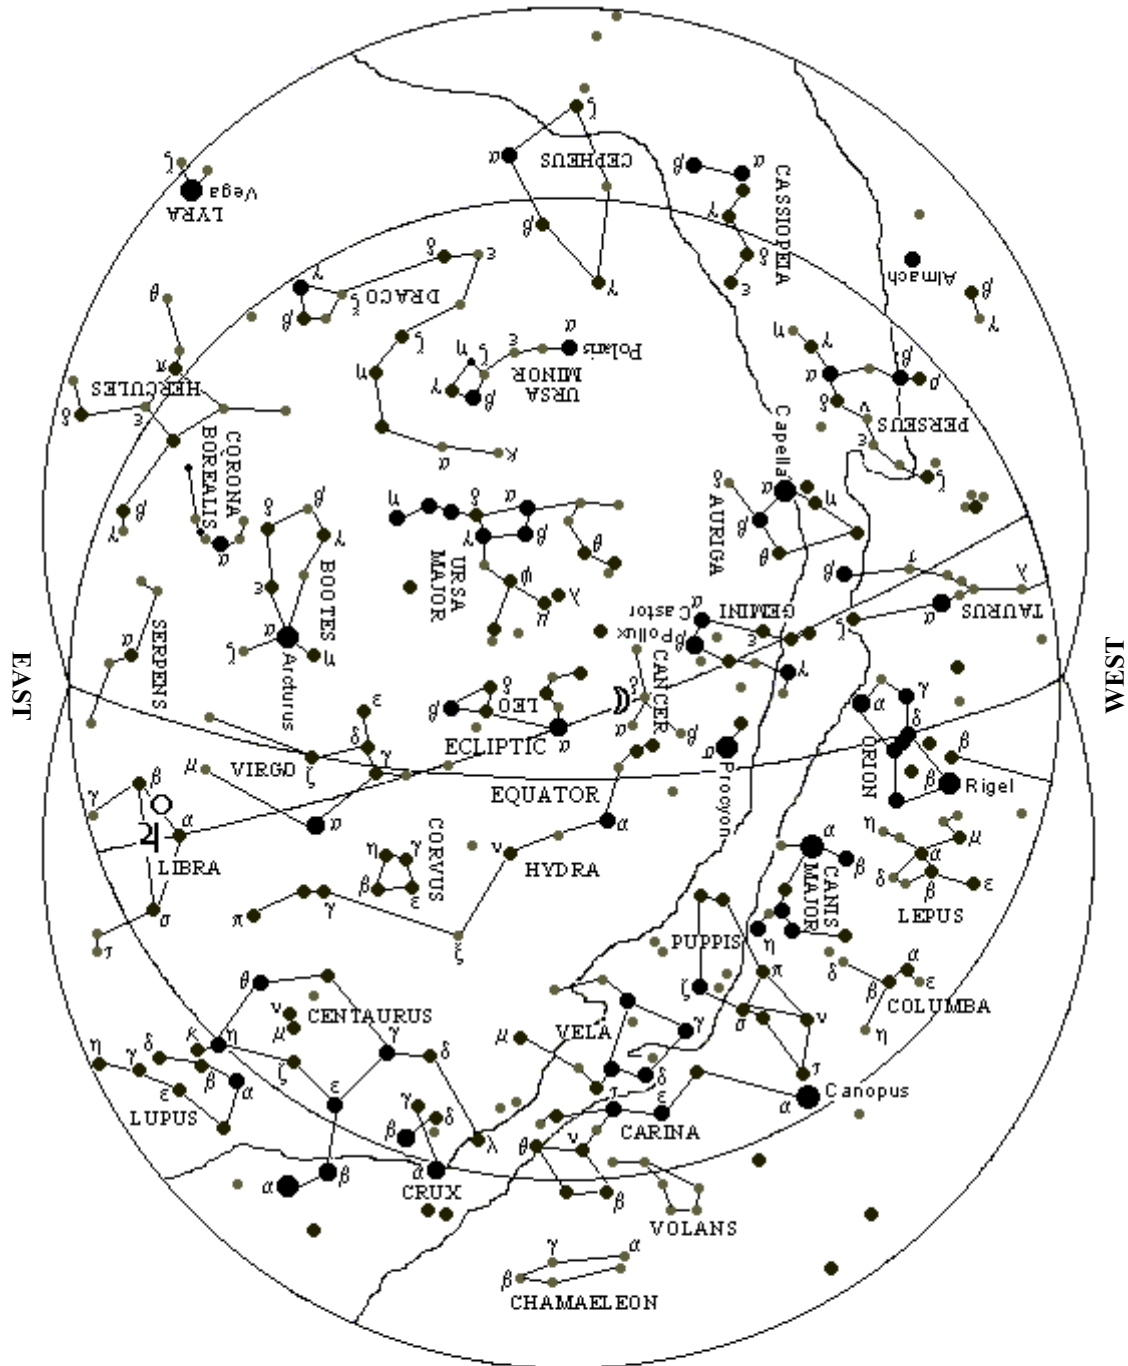 ζ
α
CEPHEUS
β
α
CASSIOPEIA
ζ
Vega
LYRA
β
γ
δ
ε
γ
Almach
β
γ
γ
δ
ε
θ
β
ξ
DRACO
α
Polaris
ζ
η
ζ
ε
URSA
MINOR
γ
β
η
γ
α
β
ρ
δ
ν
PERSEUS
ε
ζ
π
HERCULES
δ
ε
η
α
κ
Capella
CORONA
BOREALIS
β
γ
α
δ
β
γ
ε
BOOTES
η
δ
α
γ
β
URSA
MAJOR
θ
ψ
μ
λ
δ
α
η
β
θ
AURIGA
β
τ
λ
TAURUS
α
ζ
SERPENS
α
ζ
α
η
Arcturus
α
Castor
β
Pollux
GEMINI
ε
γ
EAST
WEST
ε
δ
γ
β
δ
LEO
α
CANCER
δ
α
β
α
Procyon
α
γ
δ
ORION
β
β
Rigel
ECLIPTIC
EQUATOR
μ
VIRGO
ζ
α
γ
β
α
LIBRA
σ
τ
η
γ
β
ε
CORVUS
ν
HYDRA
α
π
γ
ξ
α
β
CANIS
MAJOR
η
η
μ
α
δ
β
ε
LEPUS
PUPPIS
ζ
π
σ
ν
τ
δ
α
β
ε
COLUMBA
η
θ
CENTAURUS
ν
μ
κ
η
γ
δ
ζ
ε
λ
μ
VELA
γ
δ
η
γ
δ
β
α
ε
LUPUS
γ
δ
β
α
CRUX
α
β
ι
ε
CARINA
α
Canopus
θ
ν
β
VOLANS
γ
α
β
CHAMAELEON